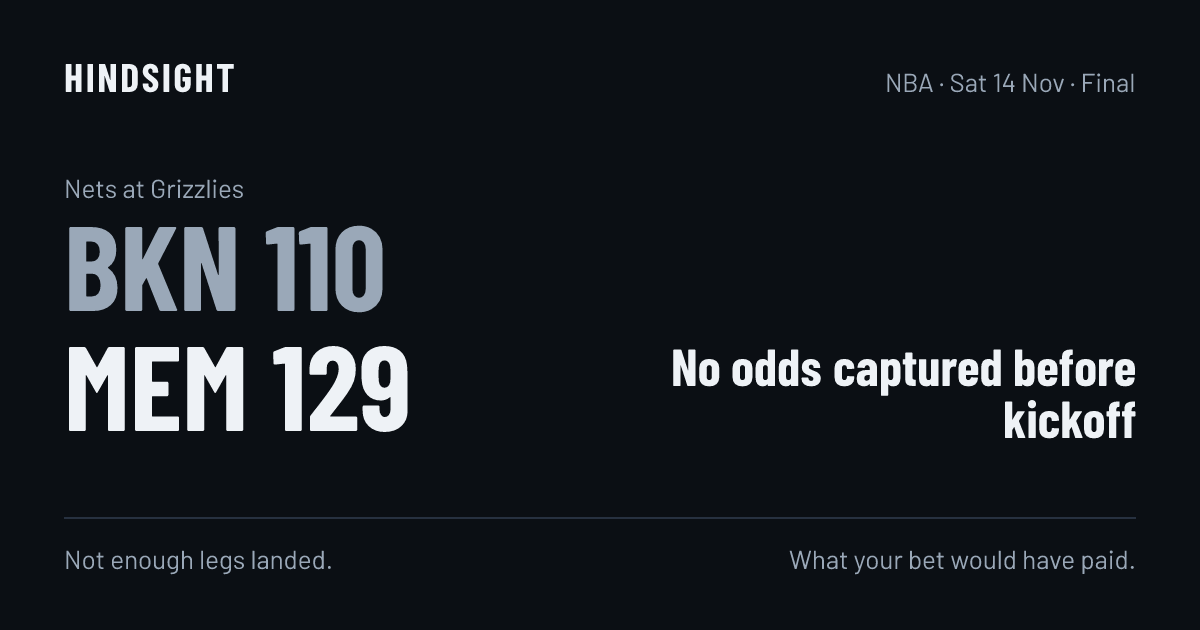 HINDSIGHT
NBA · Sat 14 Nov · Final
Nets at Grizzlies
BKN 110
MEM 129
No odds captured before
kickoff
Not enough legs landed.
What your bet would have paid.